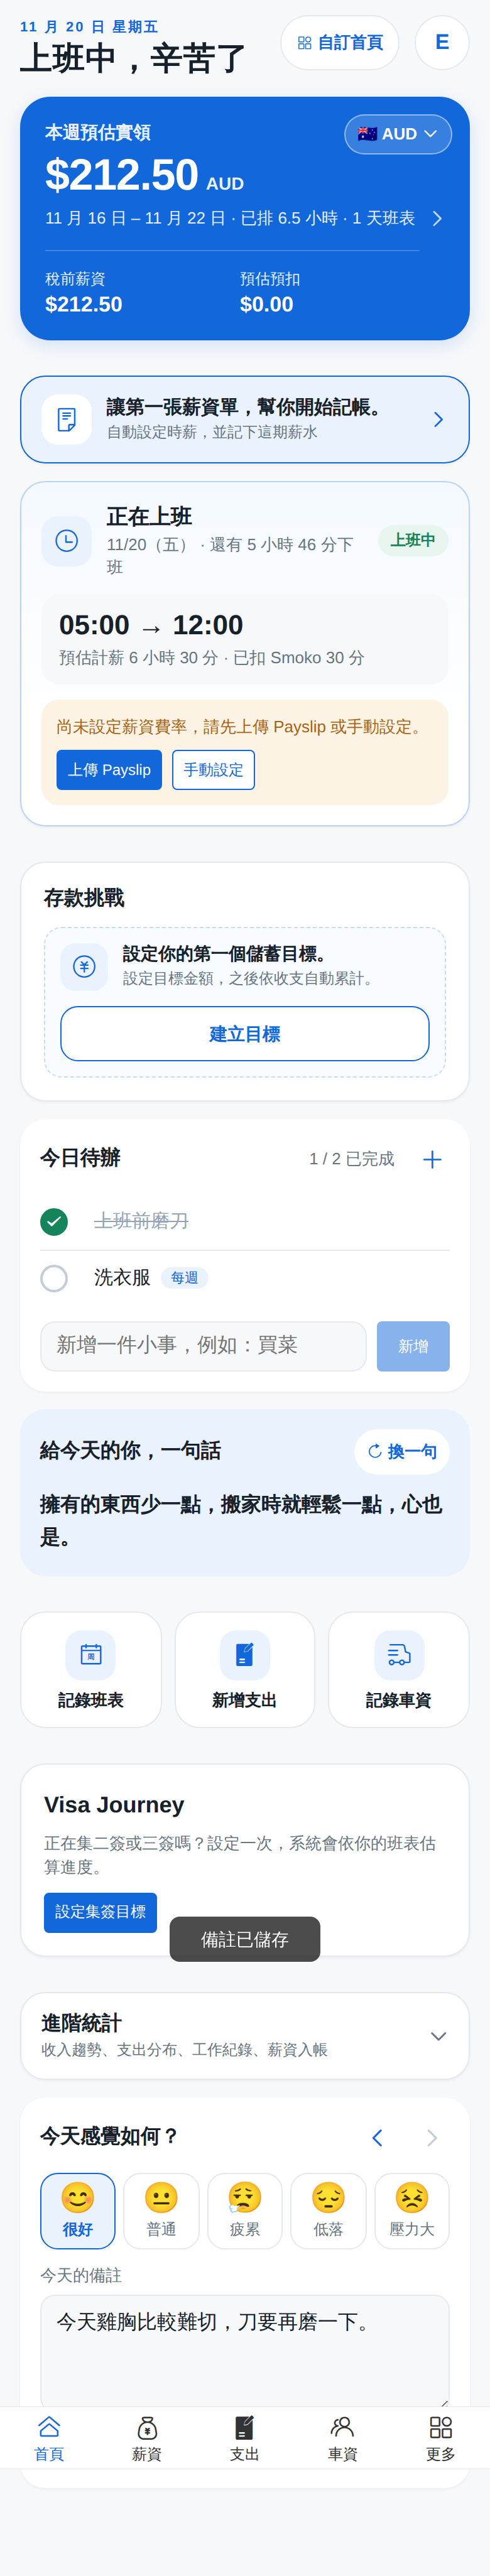 11 月 20 日 星期五
上班中，辛苦了
自訂首頁
E
本週預估實領
🇦🇺 AUD
$212.50 AUD
11 月 16 日 – 11 月 22 日 · 已排 6.5 小時 · 1 天班表
稅前薪資
預估預扣
$212.50
$0.00
讓第一張薪資單，幫你開始記帳。
自動設定時薪，並記下這期薪水
正在上班
11/20（五） · 還有 5 小時 46 分下
班
上班中
05:00 → 12:00
預估計薪 6 小時 30 分 · 已扣 Smoko 30 分
尚未設定薪資費率，請先上傳 Payslip 或手動設定。
上傳 Payslip
手動設定
存款挑戰
設定你的第一個儲蓄目標。
設定目標金額，之後依收支自動累計。
建立目標
今日待辦
1 / 2 已完成
上班前磨刀
洗衣服
每週
新增一件小事，例如：買菜
新增
給今天的你，一句話
換一句
擁有的東西少一點，搬家時就輕鬆一點，心也
是。
周
記錄班表
新增支出
記錄車資
Visa Journey
正在集二簽或三簽嗎？設定一次，系統會依你的班表估
算進度。
設定集簽目標
備註已儲存
進階統計
收入趨勢、支出分布、工作紀錄、薪資入帳
今天感覺如何？
很好
普通
疲累
低落
壓力大
今天的備註
今天雞胸比較難切，刀要再磨一下。
首頁
薪資
支出
車資
更多